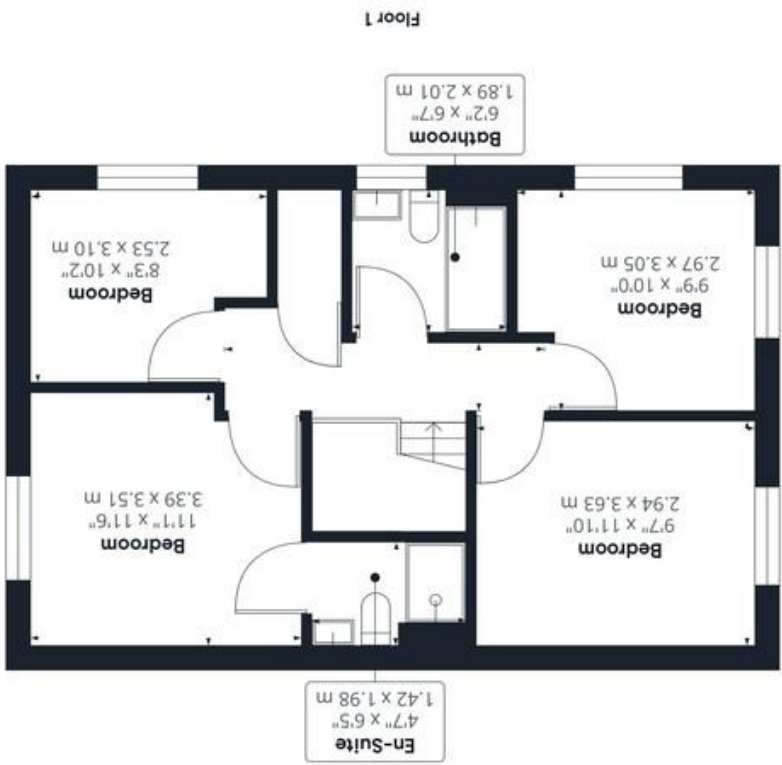 En-Suite
4'7" x 6'5"
1.42 x 1.98 m
Bedroom
9'7" x 11'10"
2.94 x 3.63 m
Bedroom
11'1" x 11'6"
3.39 x 3.51 m
Bedroom
9'9" x 10'0"
2.97 x 3.05 m
Bedroom
8'3" x 10'2"
2.53 x 3.10 m
Bathroom
6'2" x 6'7"
1.89 x 2.01 m
Floor 1